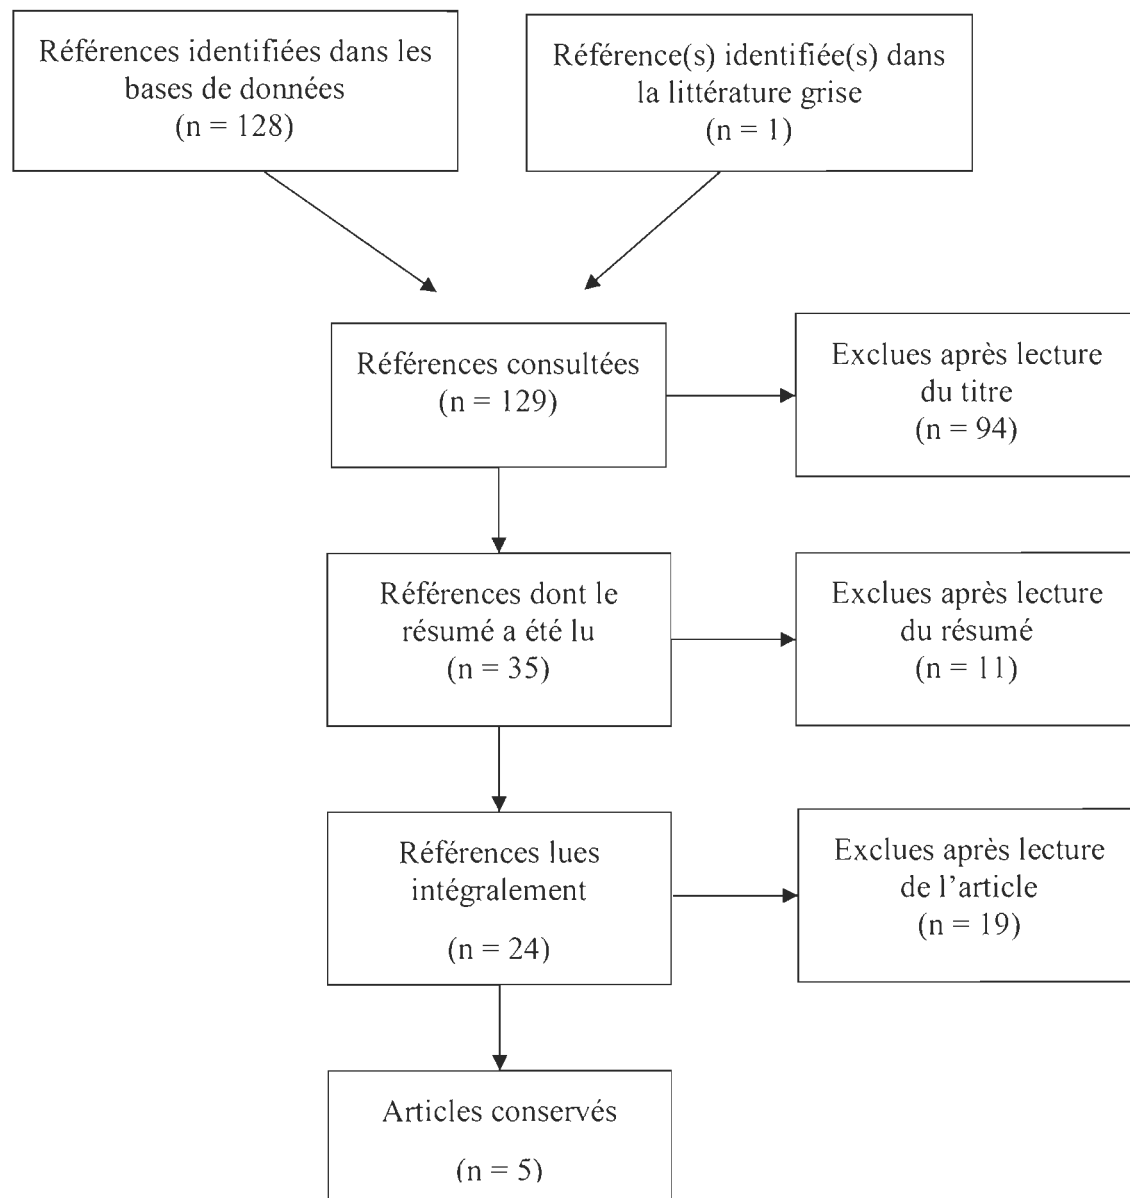 Références identifiées dans les
bases de données
(n = 128)
Référence(s) identifiée(s) dans
la littérature grise
(n = 1)
Références consultées
(n = 129)
Exclues après lecture
du titre
(n = 94)
Références dont le
résumé a été lu
(n = 35)
Exclues après lecture
du résumé
(n = 11)
Références lues
intégralement
(n = 24)
Exclues après lecture
de l'article
(n = 19)
Articles conservés
(n = 5)